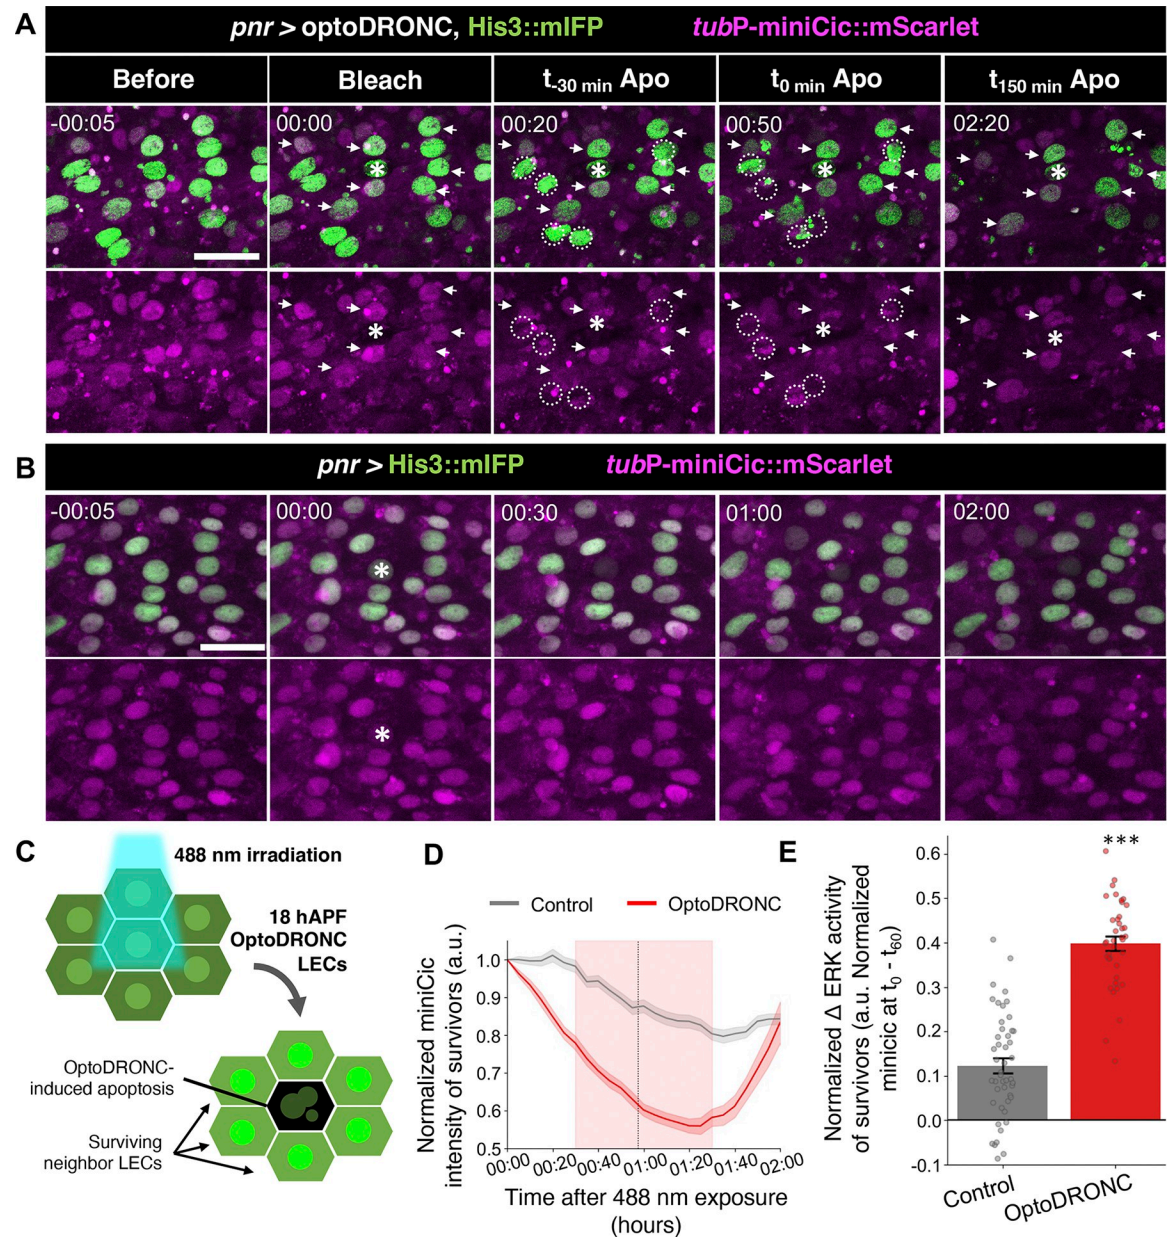 A
pnr > optoDRONC, His3::mIFP tubP-miniCic::mScarlet
Before Bleach t-30 min Apo t0 min Apo t150 min Apo
-00:05 00:00 00:20 00:50 02:20
* * * *
* * * *
B
pnr > His3::mIFP tubP-miniCic::mScarlet
-00:05 00:00 00:30 01:00 02:00
*
*
C
488 nm irradiation
18 hAPF
OptoDRONC
LECs
OptoDRONC-
induced apoptosis
Surviving
neighbor LECs
D
Control OptoDRONC
Normalized miniCic
intensity of survivors (a.u.)
1.0
0.9
0.8
0.7
0.6
0.5
00:00 00:20 00:40 01:00 01:20 01:40 02:00
Time after 488 nm exposure
(hours)
E
Normalized Δ ERK activity
of survivors (a.u. Normalized
minicic at t0 - t60)
***
0.6
0.5
0.4
0.3
0.2
0.1
0.0
-0.1
Control
OptoDRONC